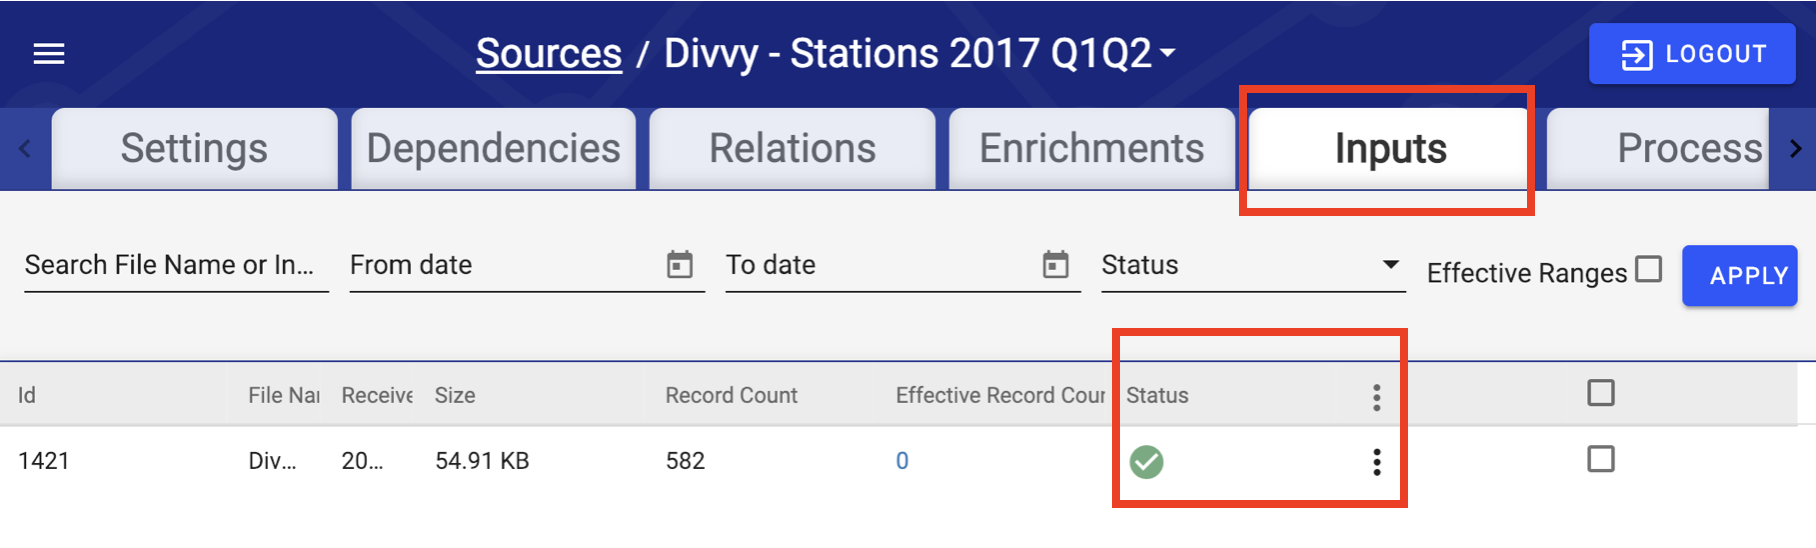 Sources / Divvy - Stations 2017 Q1Q2
LOGOUT
Settings
Dependencies
Relations
Enrichments
Inputs
Process
Search File Name or In...
From date
To date
Status
Effective Ranges
APPLY
Id File Nar Receive Size Record Count Effective Record Cour Status
1421 Div... 20... 54.91 KB 582 0